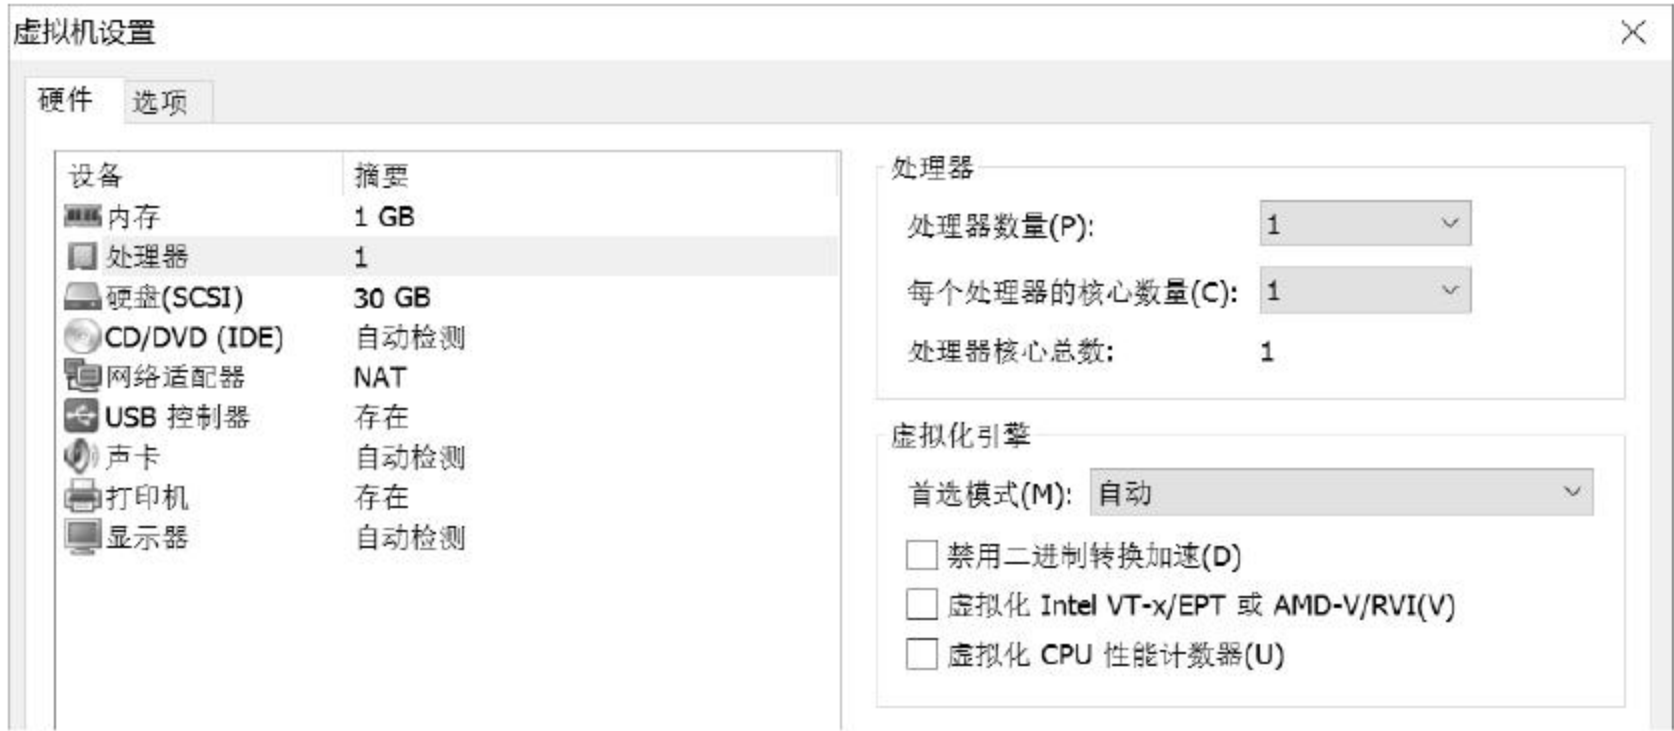 虚拟机设置
硬件 选项
设备 摘要
内存 1 GB
处理器 1
硬盘(SCSI) 30 GB
CD/DVD (IDE) 自动检测
网络适配器 NAT
USB 控制器 存在
声卡 自动检测
打印机 存在
显示器 自动检测
处理器
处理器数量(P): 1
每个处理器的核心数量(C): 1
处理器核心总数: 1
虚拟化引擎
首选模式(M): 自动
禁用二进制转换加速(D)
虚拟化 Intel VT-x/EPT 或 AMD-V/RVI(V)
虚拟化 CPU 性能计数器(U)